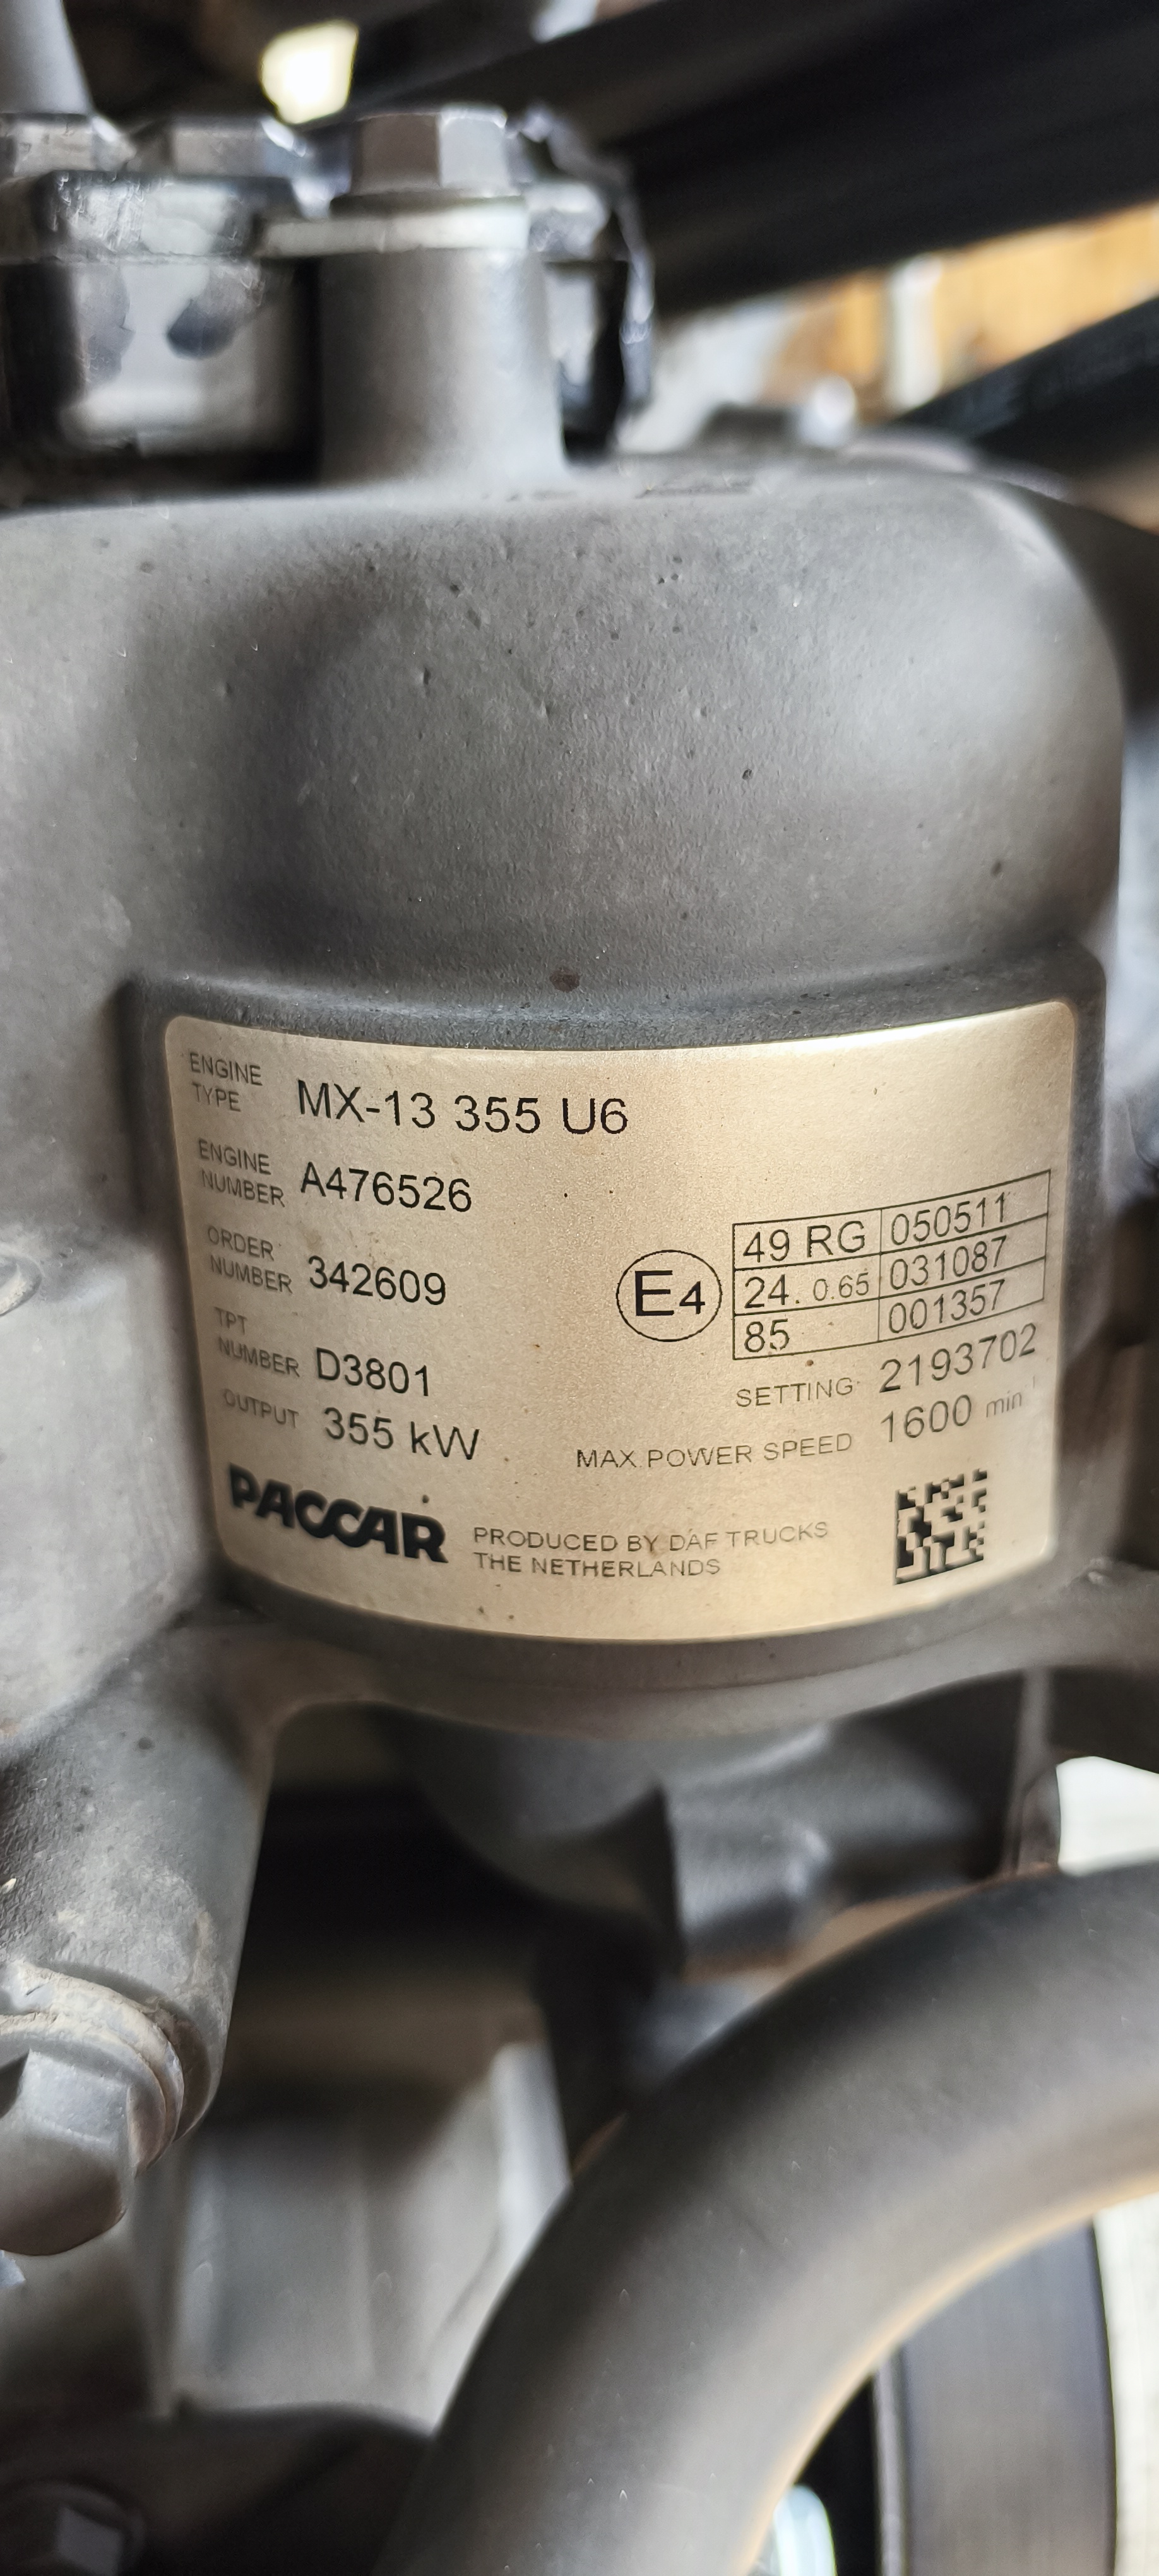 ENGINE TYPE MX-13 355 U6
ENGINE NUMBER A476526
ORDER NUMBER 342609
TPT NUMBER D3801
OUTPUT 355 kW
E4
49 RG 050511
24. 0.65 031087
85 001357
SETTING 2193702
MAX.POWER SPEED 1600 min⁻¹
PACCAR
PRODUCED BY DAF TRUCKS
THE NETHERLANDS